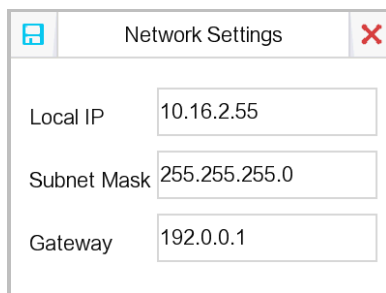 Network Settings
Local IP 10.16.2.55
Subnet Mask 255.255.255.0
Gateway 192.0.0.1